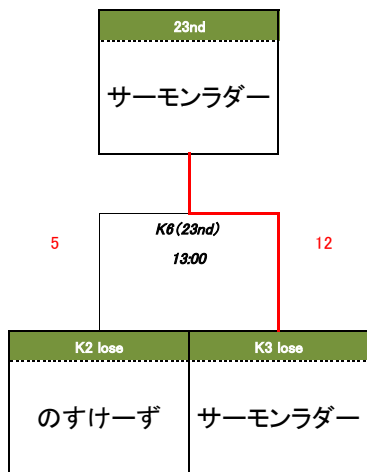 23nd
サーモンラダー
K6(23nd)
5
12
13:00
K2 lose
K3 lose
のすけーず
サーモンラダー